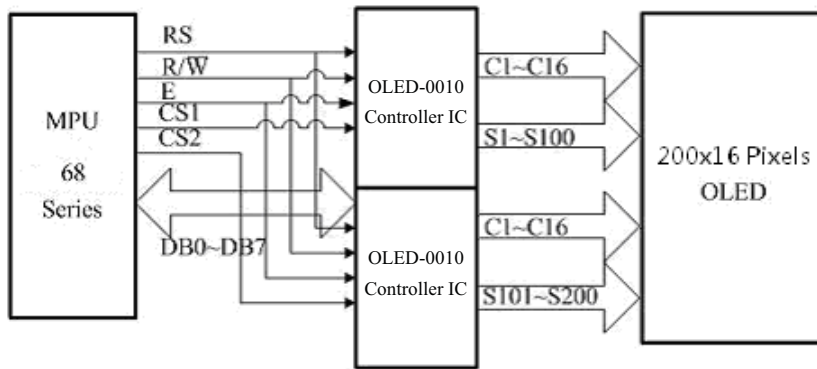 MPU
68
Series
RS
R/W̅
E
CS1
CS2
DB0~DB7
OLED-0010
Controller IC
OLED-0010
Controller IC
C1~C16
S1~S100
C1~C16
S101~S200
200x16 Pixels
OLED